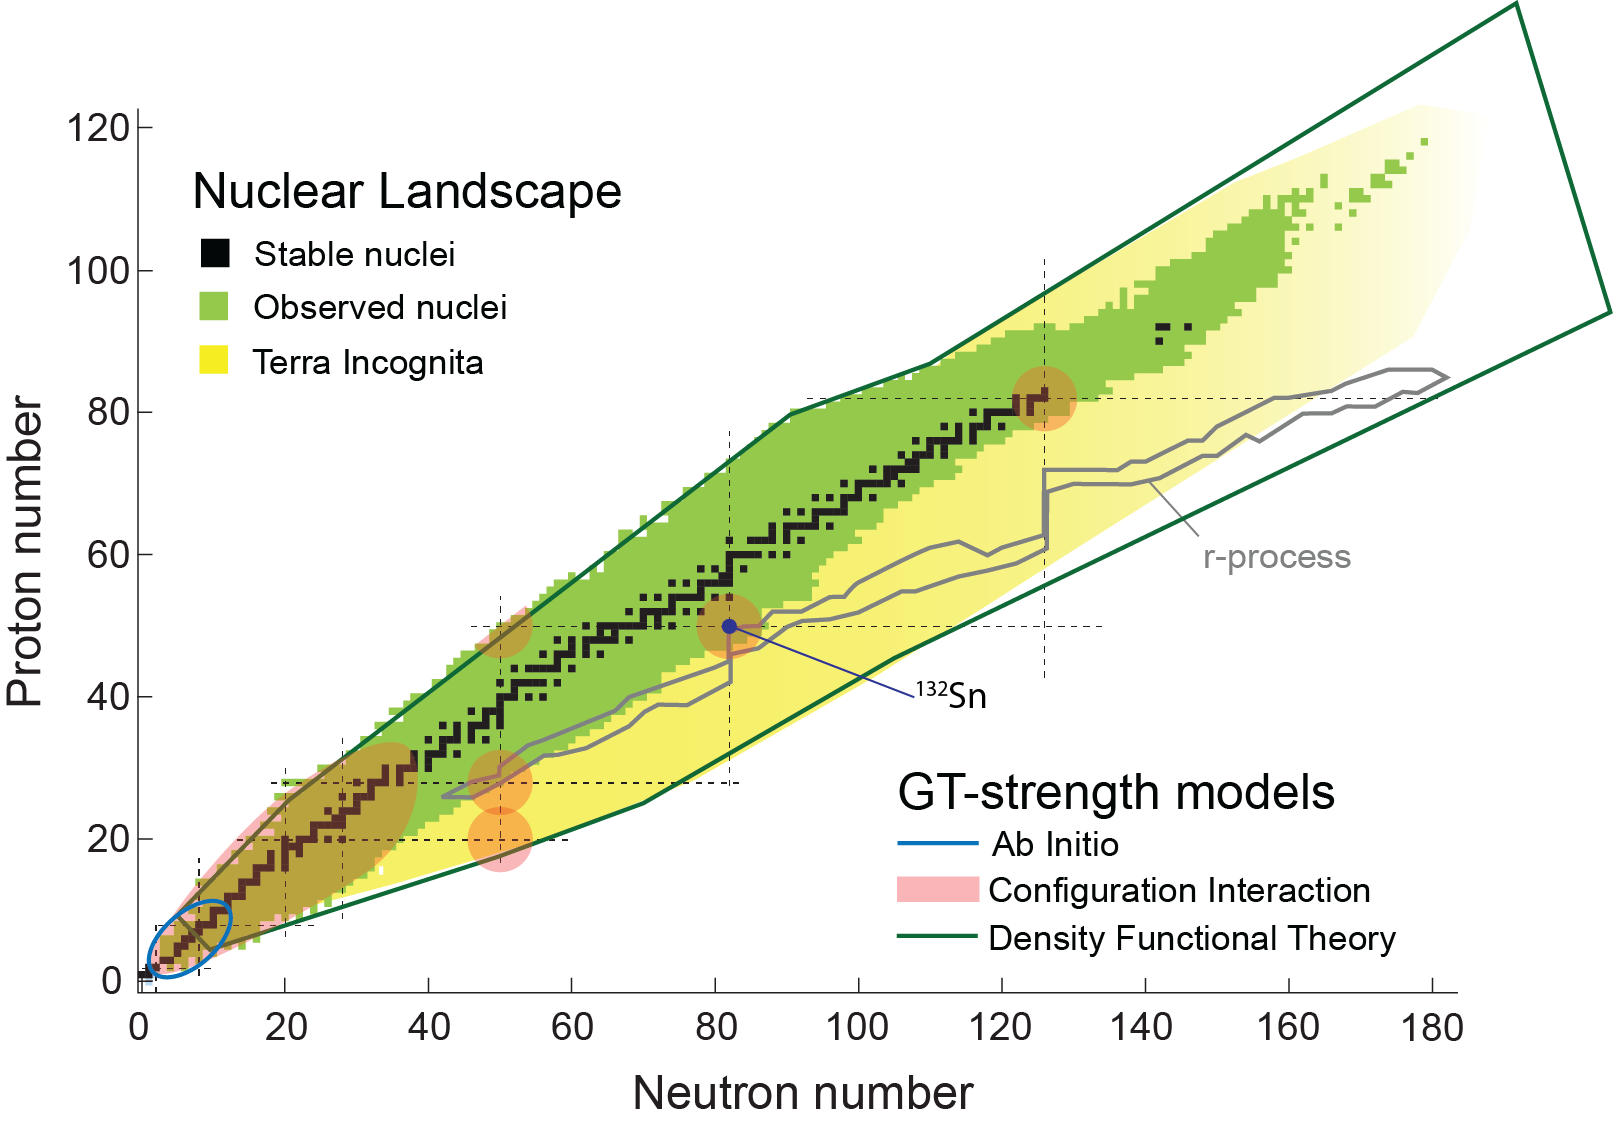 Nuclear Landscape
Stable nuclei
Observed nuclei
Terra Incognita
Proton number
120
100
80
60
40
20
0
r-process
¹³²Sn
GT-strength models
Ab Initio
Configuration Interaction
Density Functional Theory
0 20 40 60 80 100 120 140 160 180
Neutron number